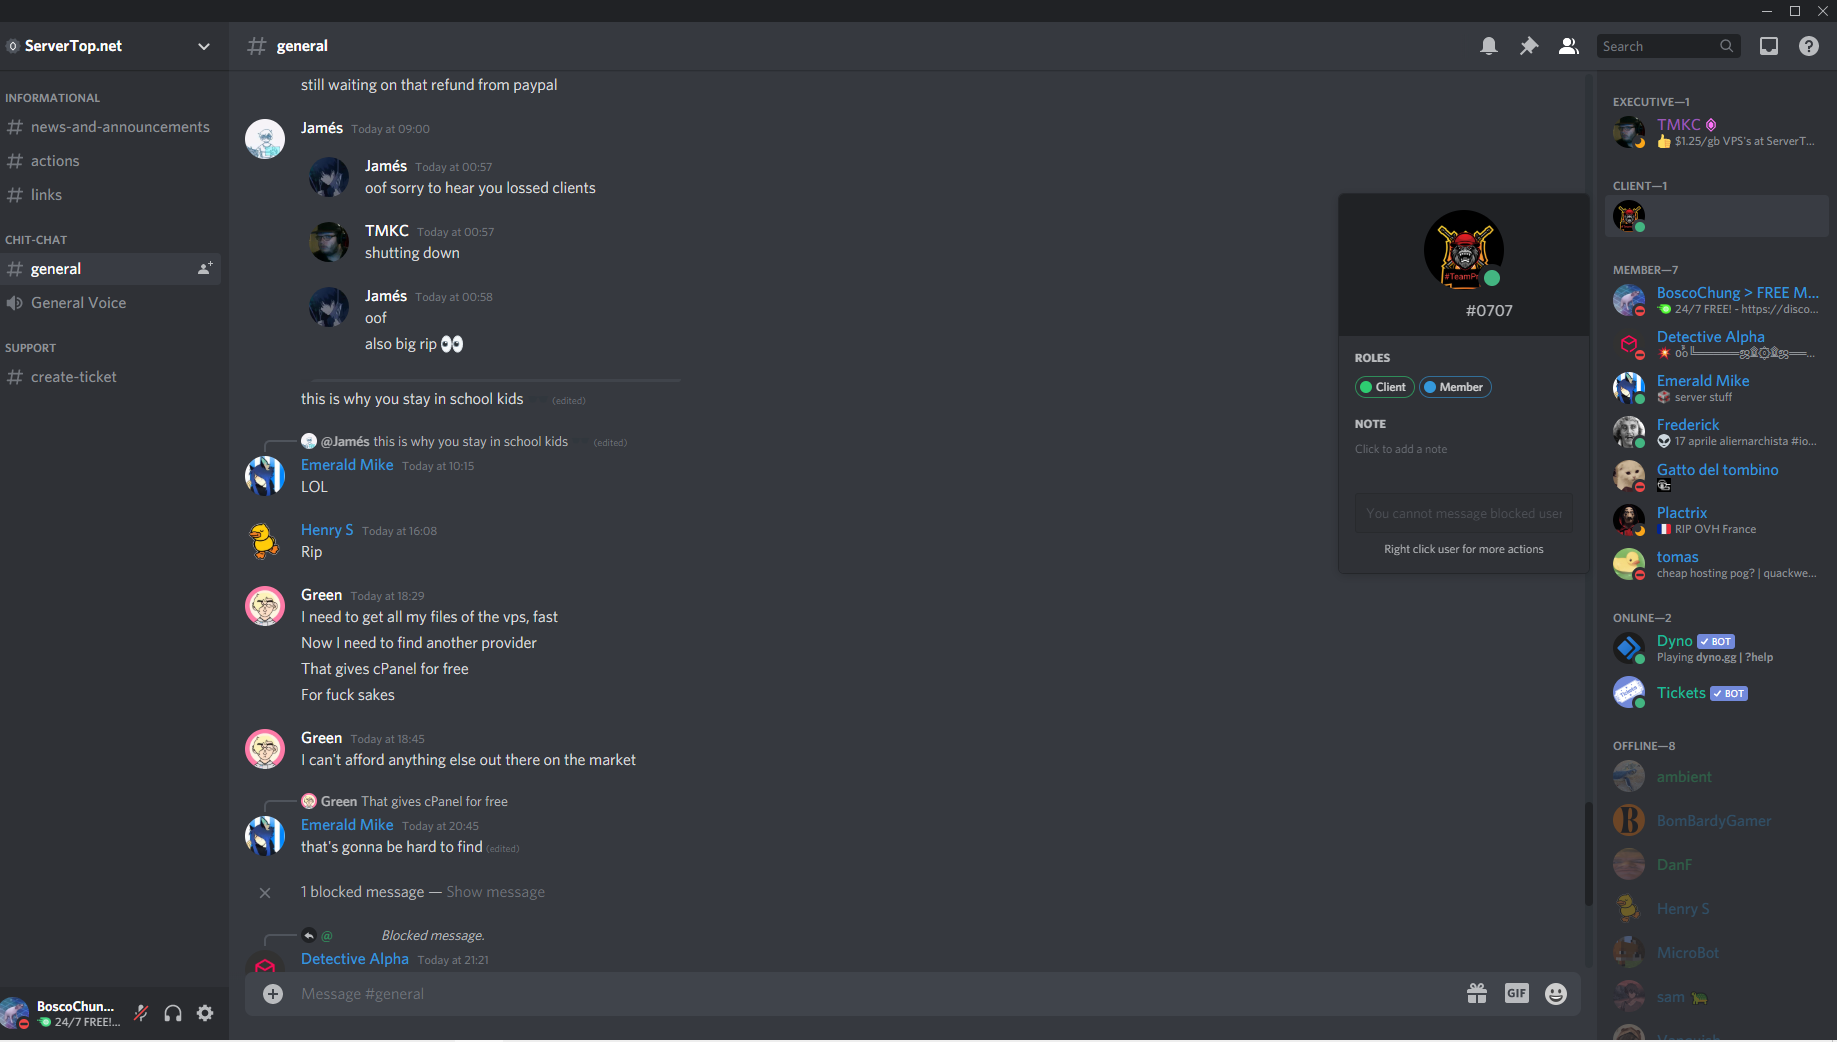 ServerTop.net
INFORMATIONAL
news-and-announcements
actions
links
CHIT-CHAT
general
General Voice
SUPPORT
create-ticket
BoscoChun...
24/7 FREE!...
general
Search
still waiting on that refund from paypal
Jamés Today at 09:00
Jamés Today at 00:57
oof sorry to hear you lossed clients
TMKC Today at 00:57
shutting down
Jamés Today at 00:58
oof
also big rip 👀
this is why you stay in school kids (edited)
@Jamés this is why you stay in school kids (edited)
Emerald Mike Today at 10:15
LOL
Henry S Today at 16:08
Rip
Green Today at 18:29
I need to get all my files of the vps, fast
Now I need to find another provider
That gives cPanel for free
For fuck sakes
Green Today at 18:45
I can't afford anything else out there on the market
Green That gives cPanel for free
Emerald Mike Today at 20:45
that's gonna be hard to find (edited)
1 blocked message — Show message
@ Blocked message.
Detective Alpha Today at 21:21
Message #general
GIF
#0707
ROLES
Client Member
NOTE
Click to add a note
You cannot message blocked user
Right click user for more actions
EXECUTIVE—1
TMKC
👍 $1.25/gb VPS's at ServerT...
CLIENT—1
MEMBER—7
BoscoChung > FREE M...
24/7 FREE! - https://disco...
Detective Alpha
Emerald Mike
server stuff
Frederick
17 aprile aliernarchista #io...
Gatto del tombino
Plactrix
RIP OVH France
tomas
cheap hosting pog? | quackwe...
ONLINE—2
Dyno ✓ BOT
Playing dyno.gg | ?help
Tickets ✓ BOT
OFFLINE—8
ambient
BomBardyGamer
DanF
Henry S
MicroBot
sam